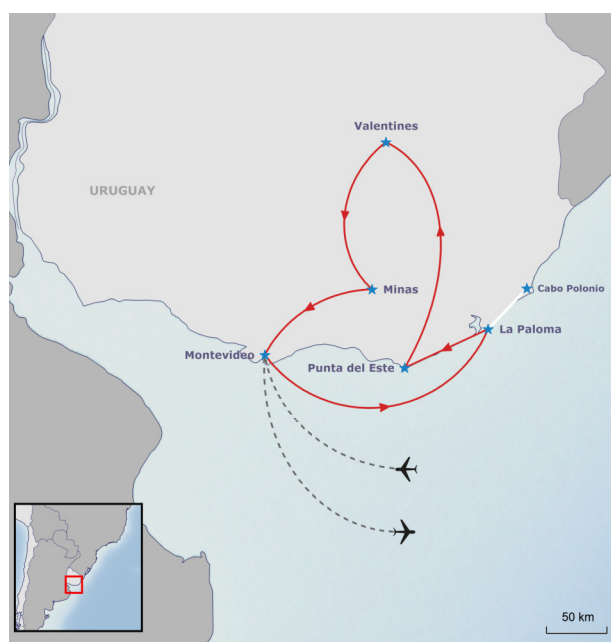 Valentines
URUGUAY
Minas
Cabo Polonio
La Paloma
Montevideo
Punta del Este
50 km